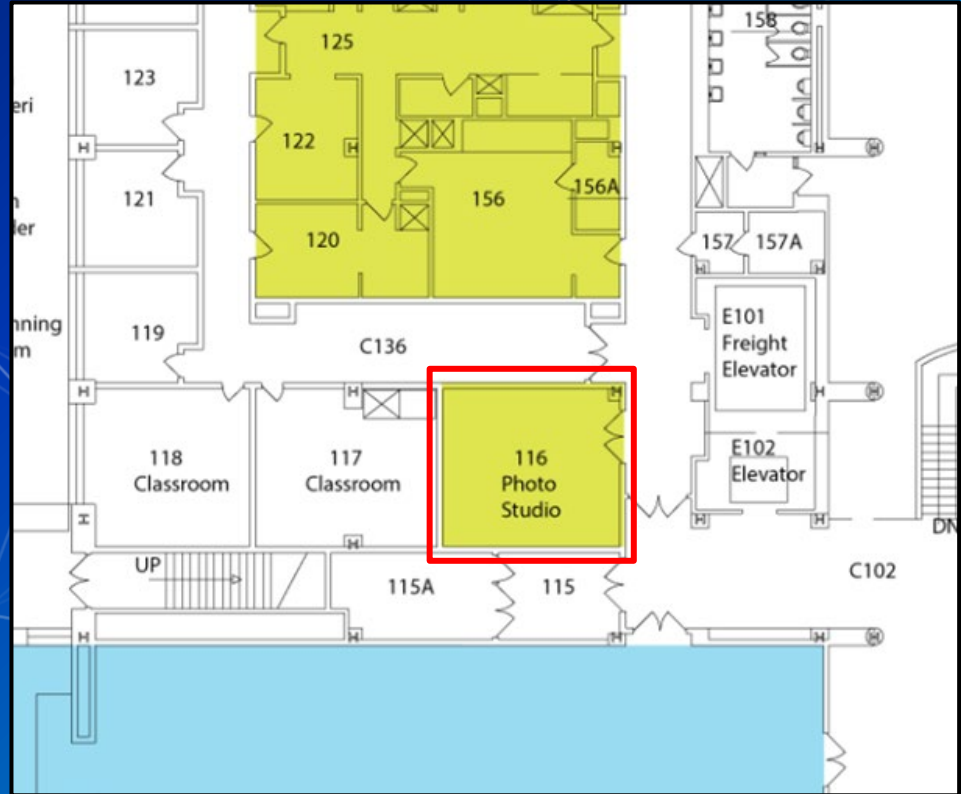 158
125
123
eri
122
121
156
156A
ler
120
157
157A
nning
m
119
C136
E101
Freight
Elevator
118
Classroom
117
Classroom
116
Photo
Studio
E102
Elevator
DN
UP
115A
115
C102